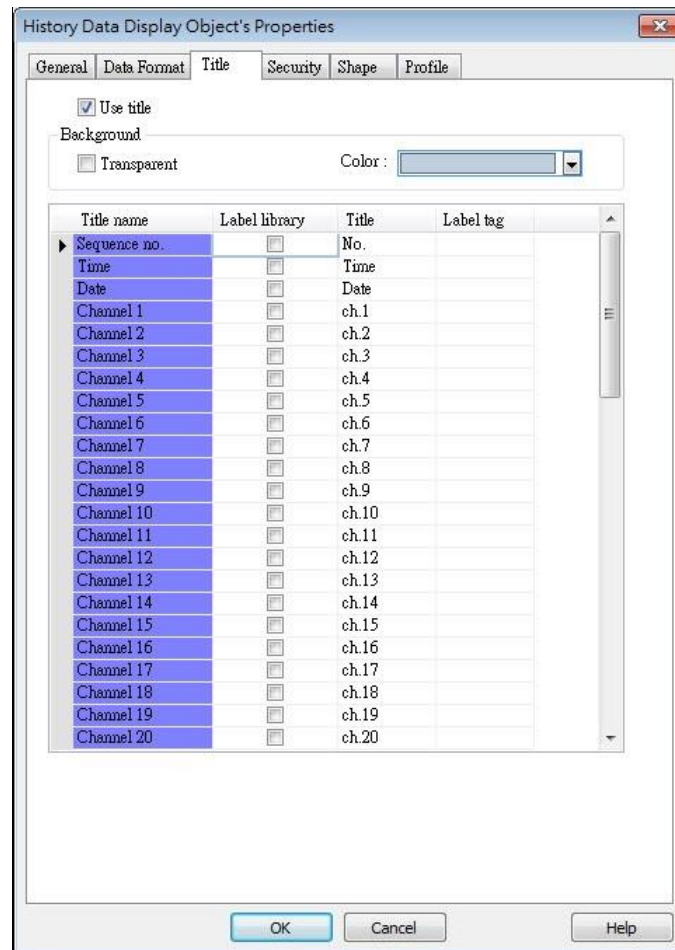 History Data Display Object's Properties
General Data Format Title Security Shape Profile
Use title
Background
Transparent Color :
Title name Label library Title Label tag
Sequence no. No.
Time Time
Date Date
Channel 1 ch.1
Channel 2 ch.2
Channel 3 ch.3
Channel 4 ch.4
Channel 5 ch.5
Channel 6 ch.6
Channel 7 ch.7
Channel 8 ch.8
Channel 9 ch.9
Channel 10 ch.10
Channel 11 ch.11
Channel 12 ch.12
Channel 13 ch.13
Channel 14 ch.14
Channel 15 ch.15
Channel 16 ch.16
Channel 17 ch.17
Channel 18 ch.18
Channel 19 ch.19
Channel 20 ch.20
OK Cancel Help